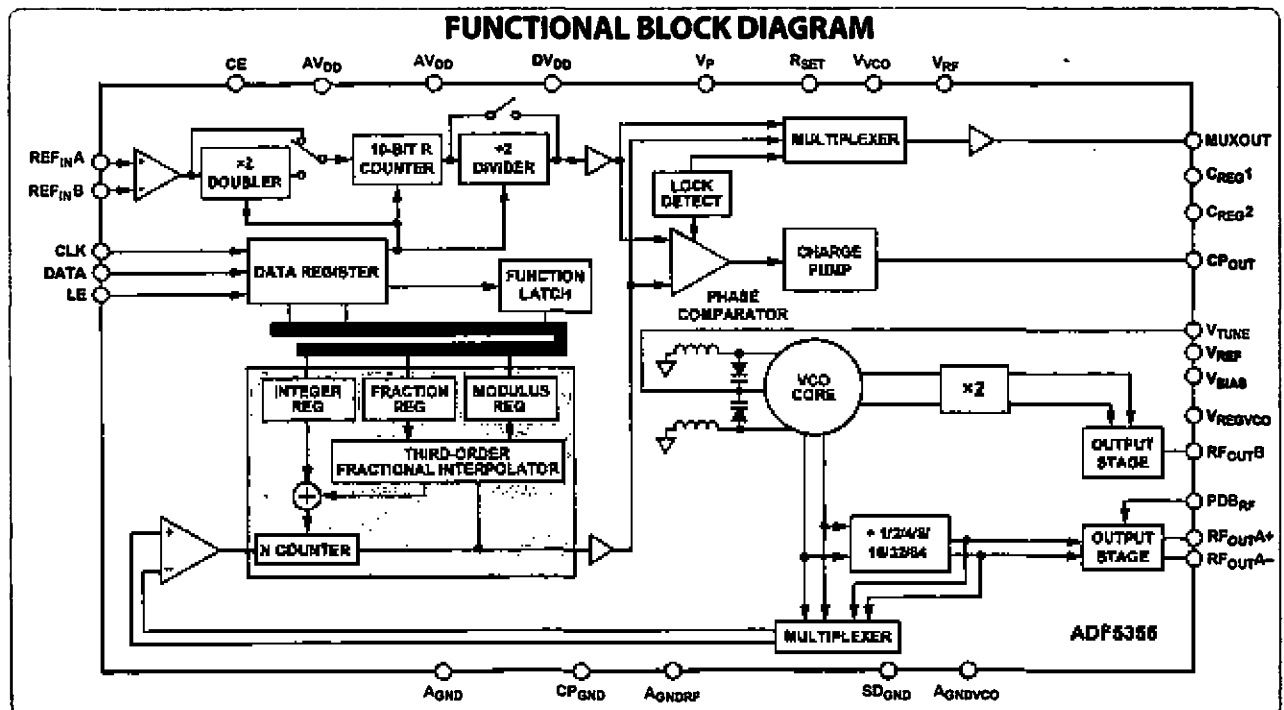 FUNCTIONAL BLOCK DIAGRAM
CE
AVDD
AVDD
DVDD
VP
RSET
VVCO
VRF
REFINA
REFINB
×2
DOUBLER
10-BIT R
COUNTER
÷2
DIVIDER
MULTIPLEXER
MUXOUT
CREG1
CREG2
LOCK
DETECT
CLK
DATA
LE
DATA REGISTER
FUNCTION
LATCH
CHARGE
PUMP
CPOUT
PHASE
COMPARATOR
VTUNE
VREF
VBIAS
VREGVCO
INTEGER
REG
FRACTION
REG
MODULUS
REG
VCO
CORE
×2
THIRD-ORDER
FRACTIONAL INTERPOLATOR
OUTPUT
STAGE
RFOUTB
PDBRF
+
−
N COUNTER
÷ 1/2/4/8/
16/32/64
OUTPUT
STAGE
RFOUTA+
RFOUTA−
MULTIPLEXER
ADF5355
AGND
CPGND
AGNDRF
SDGND
AGNDVCO